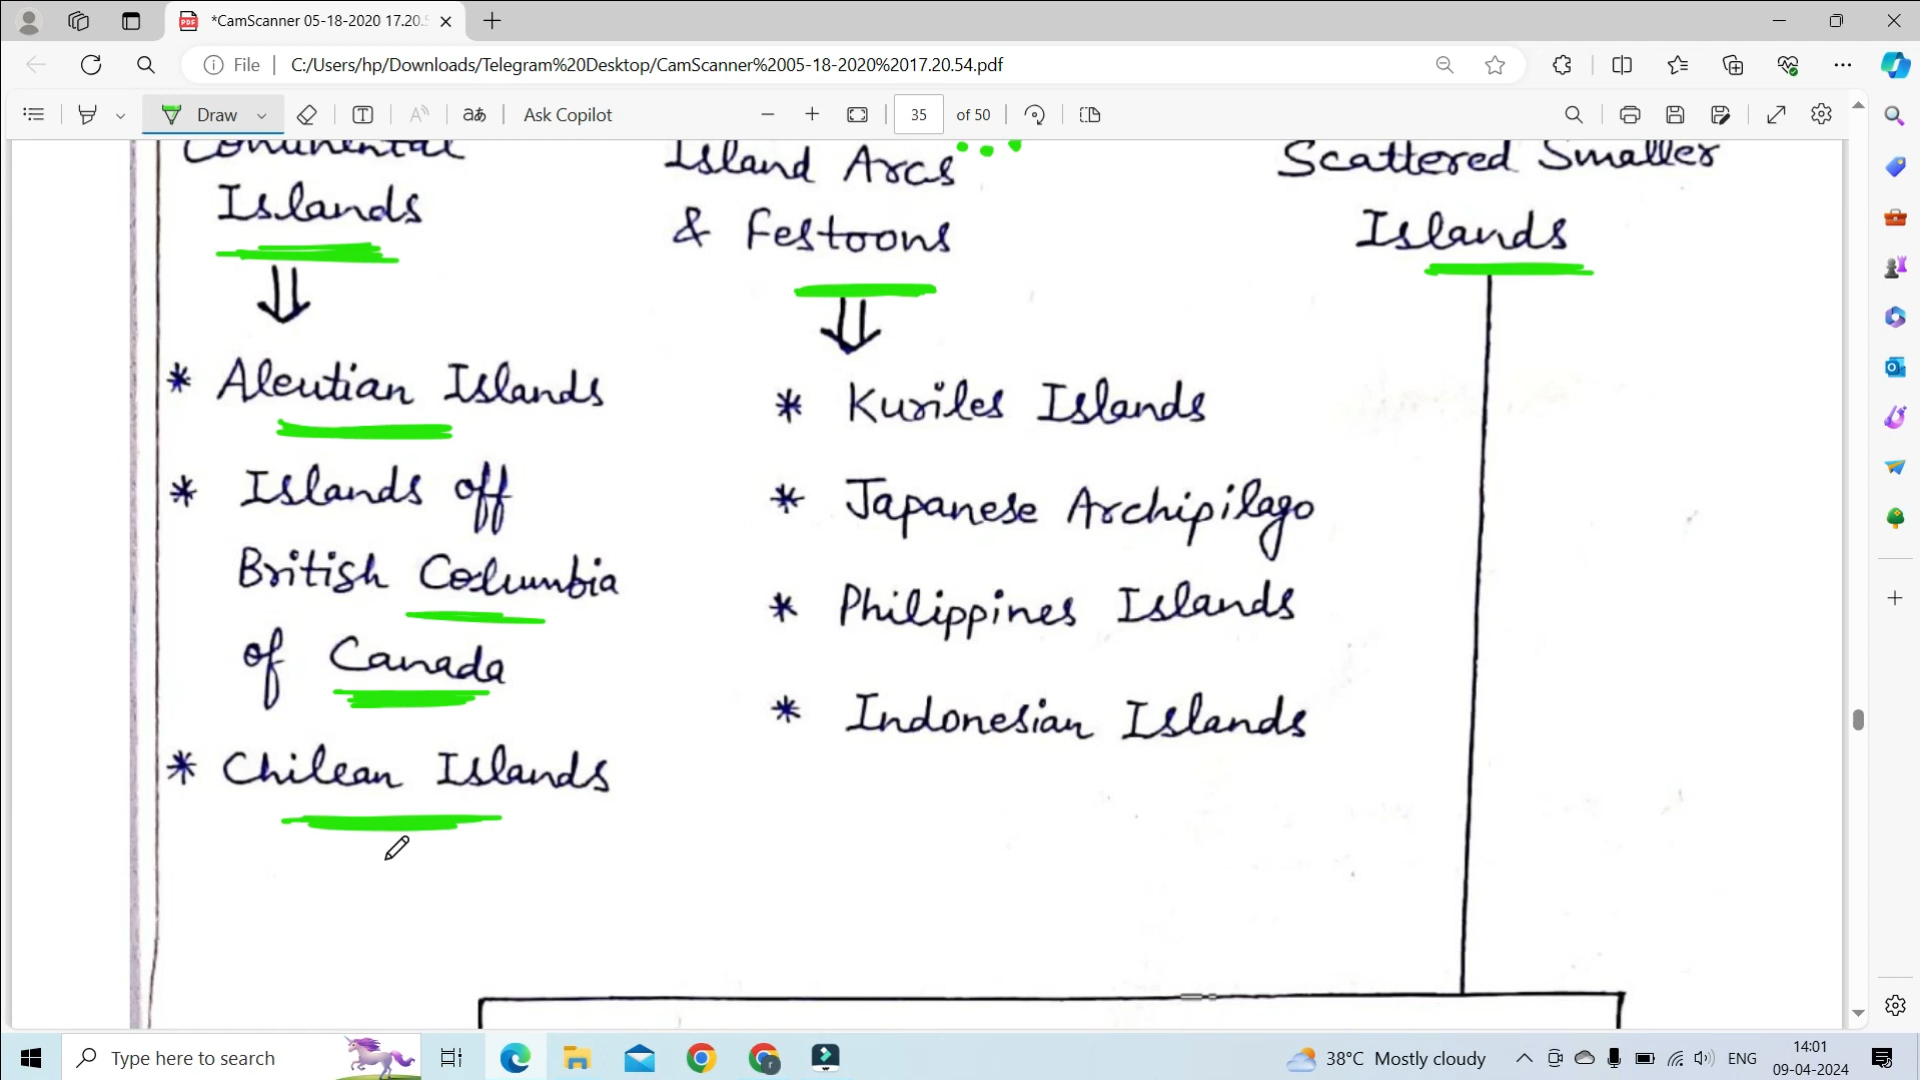 *CamScanner 05-18-2020 17.20.5
File | C:/Users/hp/Downloads/Telegram%20Desktop/CamScanner%2005-18-2020%2017.20.54.pdf
Draw
Ask Copilot
35 of 50
Continental
Islands
Island Arcs
& Festoons
Scattered Smaller
Islands
* Aleutian Islands
* Islands off
British Columbia
of Canada
* Chilean Islands
* Kuriles Islands
* Japanese Archipilago
* Philippines Islands
* Indonesian Islands
Type here to search
38°C Mostly cloudy
ENG
14:01
09-04-2024